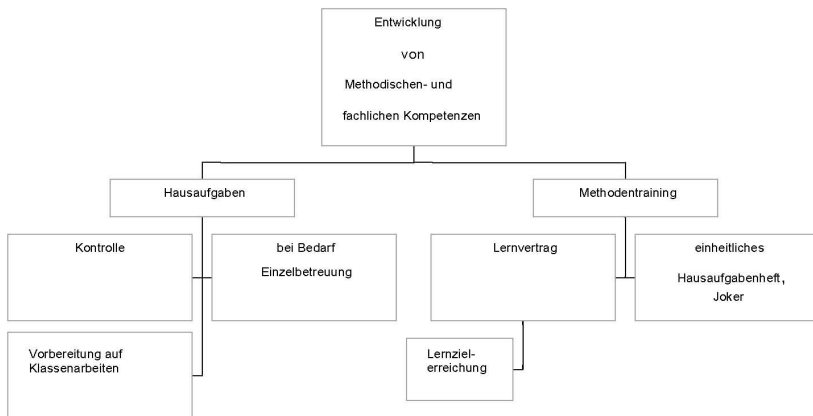 Entwicklung
von
Methodischen- und
fachlichen Kompetenzen
Hausaufgaben
Methodentraining
Kontrolle
bei Bedarf
Einzelbetreuung
Lernvertrag
einheitliches
Hausaufgabenheft,
Joker
Vorbereitung auf
Klassenarbeiten
Lernziel-
erreichung